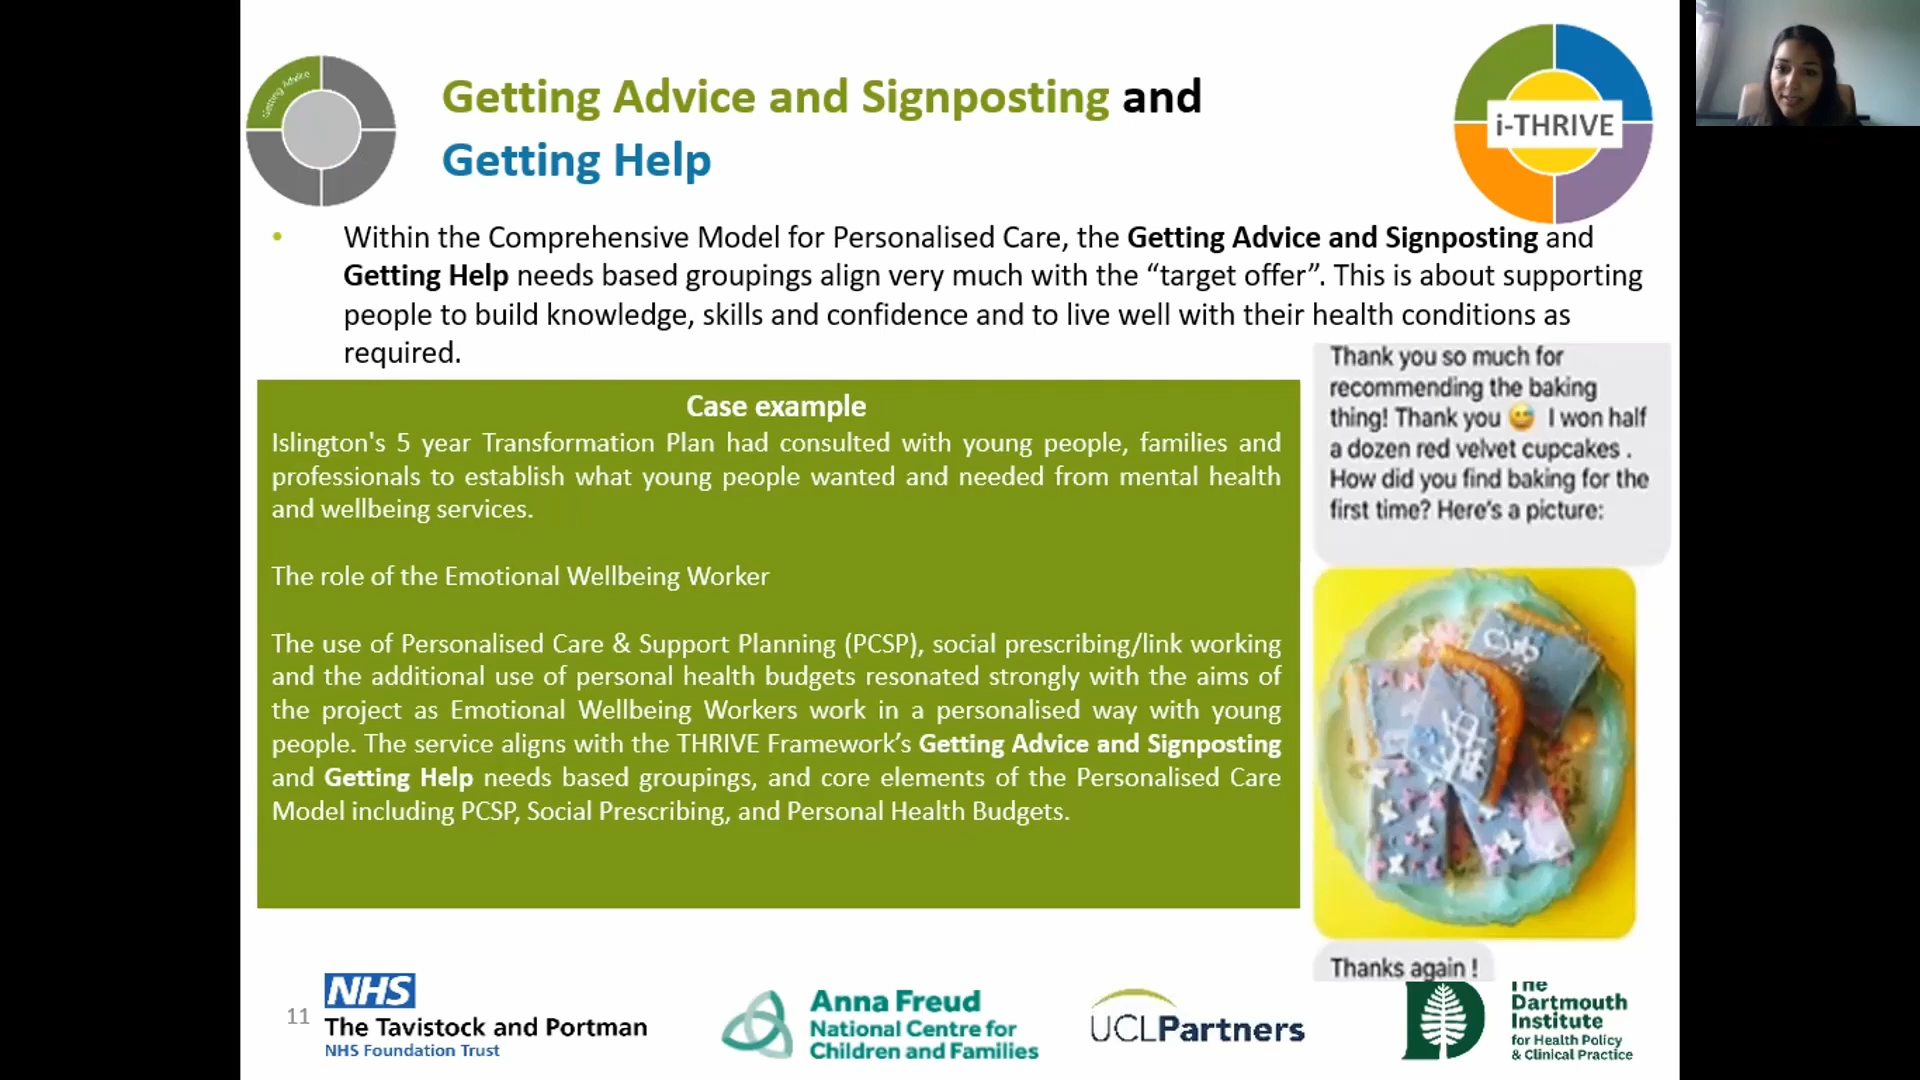 Getting Advice
Getting Advice and Signposting and
Getting Help
i-THRIVE
• Within the Comprehensive Model for Personalised Care, the Getting Advice and Signposting and
Getting Help needs based groupings align very much with the “target offer”. This is about supporting
people to build knowledge, skills and confidence and to live well with their health conditions as
required.
Case example
Islington's 5 year Transformation Plan had consulted with young people, families and
professionals to establish what young people wanted and needed from mental health
and wellbeing services.
The role of the Emotional Wellbeing Worker
The use of Personalised Care & Support Planning (PCSP), social prescribing/link working
and the additional use of personal health budgets resonated strongly with the aims of
the project as Emotional Wellbeing Workers work in a personalised way with young
people. The service aligns with the THRIVE Framework’s Getting Advice and Signposting
and Getting Help needs based groupings, and core elements of the Personalised Care
Model including PCSP, Social Prescribing, and Personal Health Budgets.
Thank you so much for
recommending the baking
thing! Thank you 😅 I won half
a dozen red velvet cupcakes .
How did you find baking for the
first time? Here's a picture:
Thanks again !
11
NHS
The Tavistock and Portman
NHS Foundation Trust
Anna Freud
National Centre for
Children and Families
UCLPartners
The
Dartmouth
Institute
for Health Policy
& Clinical Practice